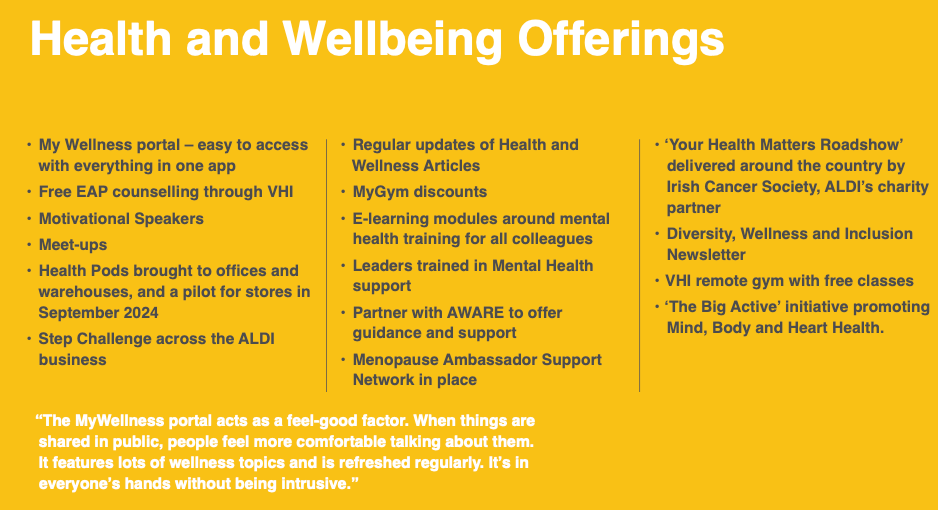 Health and Wellbeing Offerings
· My Wellness portal – easy to access
with everything in one app
· Free EAP counselling through VHI
· Motivational Speakers
· Meet-ups
· Health Pods brought to offices and
warehouses, and a pilot for stores in
September 2024
· Step Challenge across the ALDI
business
· Regular updates of Health and
Wellness Articles
· MyGym discounts
· E-learning modules around mental
health training for all colleagues
· Leaders trained in Mental Health
support
· Partner with AWARE to offer
guidance and support
· Menopause Ambassador Support
Network in place
· ‘Your Health Matters Roadshow’
delivered around the country by
Irish Cancer Society, ALDI’s charity
partner
· Diversity, Wellness and Inclusion
Newsletter
· VHI remote gym with free classes
· ‘The Big Active’ initiative promoting
Mind, Body and Heart Health.
“The MyWellness portal acts as a feel-good factor. When things are
shared in public, people feel more comfortable talking about them.
It features lots of wellness topics and is refreshed regularly. It’s in
everyone’s hands without being intrusive.”